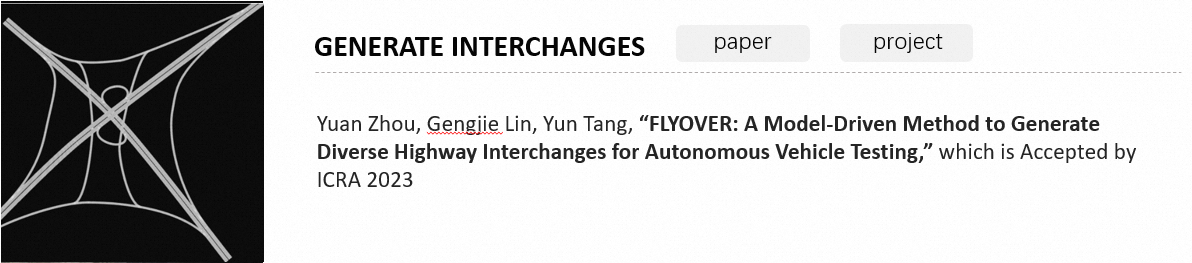 GENERATE INTERCHANGES paper project
Yuan Zhou, Gengjie Lin, Yun Tang, “FLYOVER: A Model-Driven Method to Generate
Diverse Highway Interchanges for Autonomous Vehicle Testing,” which is Accepted by
ICRA 2023